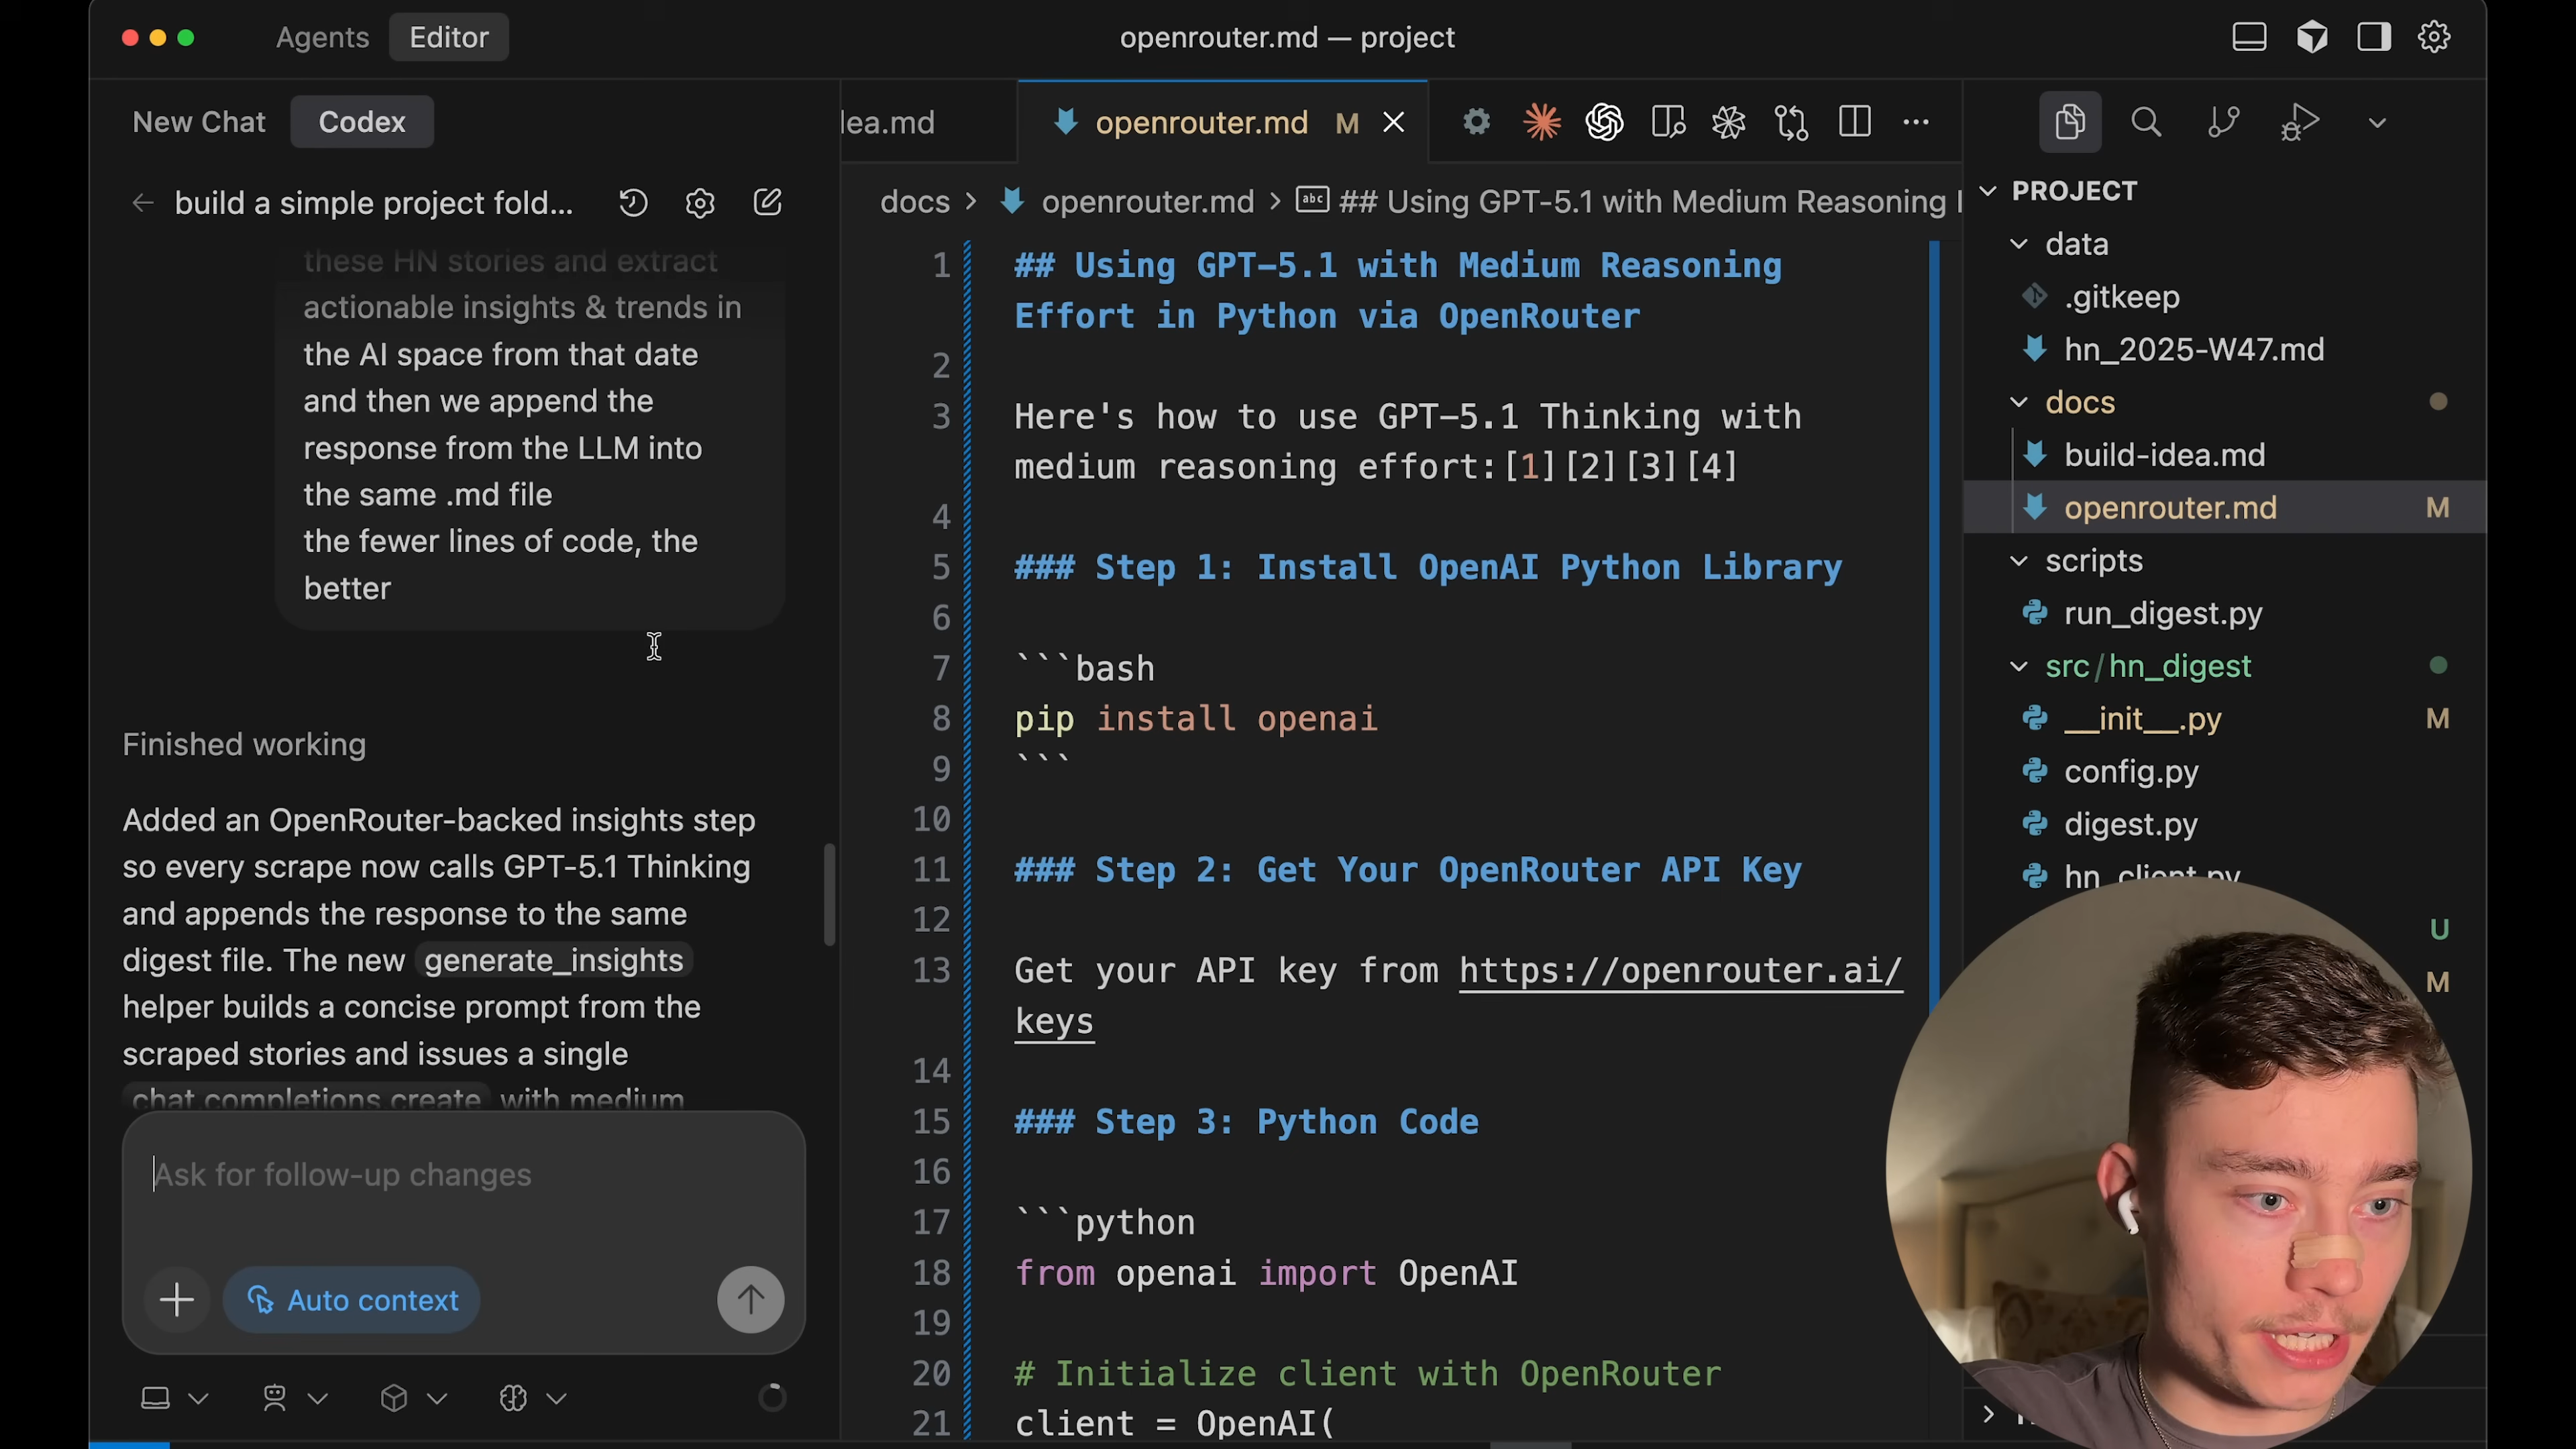 Agents Editor
openrouter.md — project
New Chat Codex
build a simple project fold...
these HN stories and extract
actionable insights & trends in
the AI space from that date
and then we append the
response from the LLM into
the same .md file
the fewer lines of code, the
better
Finished working
Added an OpenRouter-backed insights step
so every scrape now calls GPT-5.1 Thinking
and appends the response to the same
digest file. The new generate_insights
helper builds a concise prompt from the
scraped stories and issues a single
chat.completions.create with medium
Ask for follow-up changes
Auto context
lea.md
openrouter.md M
docs > openrouter.md > abc ## Using GPT-5.1 with Medium Reasoning
1 ## Using GPT-5.1 with Medium Reasoning
Effort in Python via OpenRouter
2
3 Here's how to use GPT-5.1 Thinking with
medium reasoning effort:[1][2][3][4]
4
5 ### Step 1: Install OpenAI Python Library
6
7 ```bash
8 pip install openai
9 ```
10
11 ### Step 2: Get Your OpenRouter API Key
12
13 Get your API key from https://openrouter.ai/
keys
14
15 ### Step 3: Python Code
16
17 ```python
18 from openai import OpenAI
19
20 # Initialize client with OpenRouter
21 client = OpenAI(
PROJECT
data
.gitkeep
hn_2025-W47.md
docs
build-idea.md
openrouter.md M
scripts
run_digest.py
src/hn_digest
__init__.py M
config.py
digest.py
hn_client.py
U
M